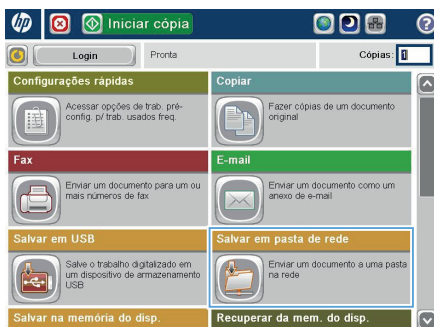 hp
Iniciar cópia
?
Login
Pronta
Cópias: 1
Configurações rápidas
Copiar
Acessar opções de trab. pré-
config. p/ trab. usados freq.
Fazer cópias de um documento
original
Fax
E-mail
Enviar um documento para um ou
mais números de fax
Enviar um documento como um
anexo de e-mail
Salvar em USB
Salvar em pasta de rede
Salve o trabalho digitalizado em
um dispositivo de armazenamento
USB
Enviar um documento a uma pasta
na rede
Salvar na memória do disp.
Recuperar da mem. do disp.